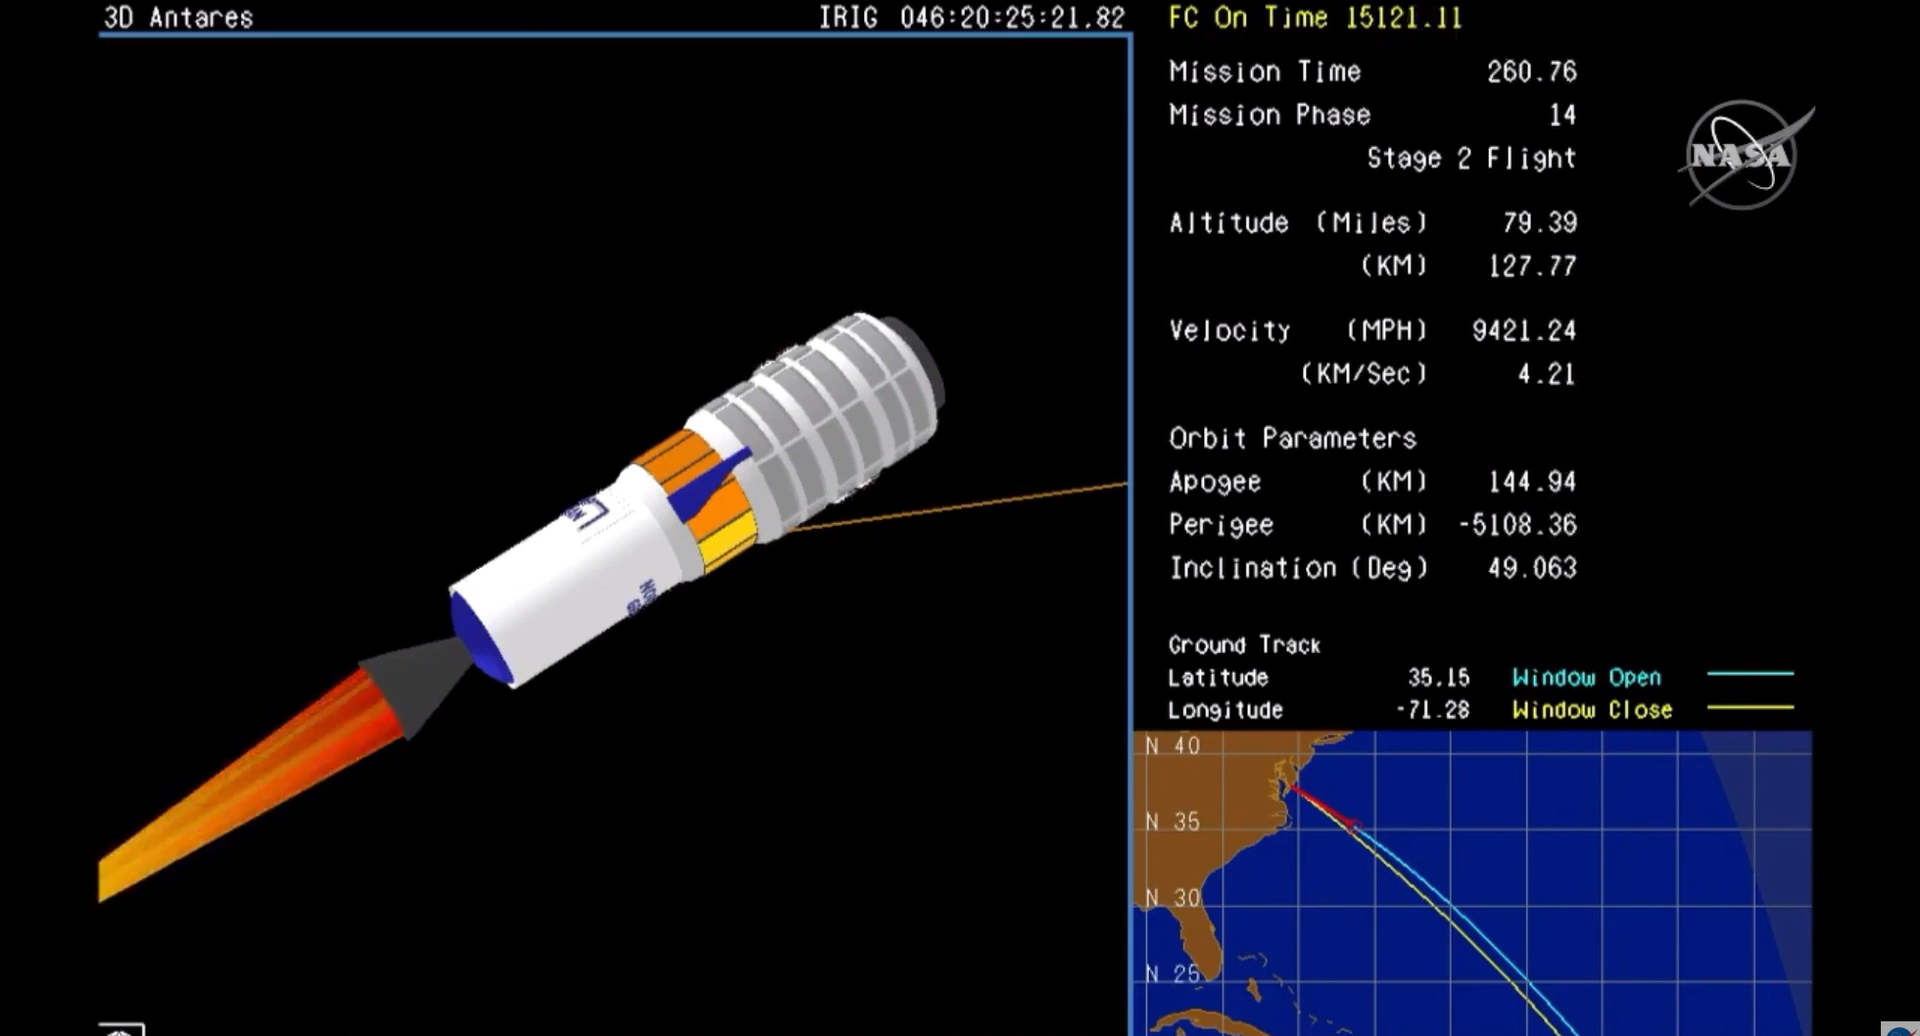 3D Antares IRIG 046:20:25:21.82
FC On Time 15121.11
Mission Time 260.76
Mission Phase 14
Stage 2 Flight
NASA
Altitude (Miles) 79.39
(KM) 127.77
Velocity (MPH) 9421.24
(KM/Sec) 4.21
Orbit Parameters
Apogee (KM) 144.94
Perigee (KM) -5108.36
Inclination (Deg) 49.063
Ground Track
Latitude 35.15 Window Open
Longitude -71.28 Window Close
N 40
N 35
N 30
N 25